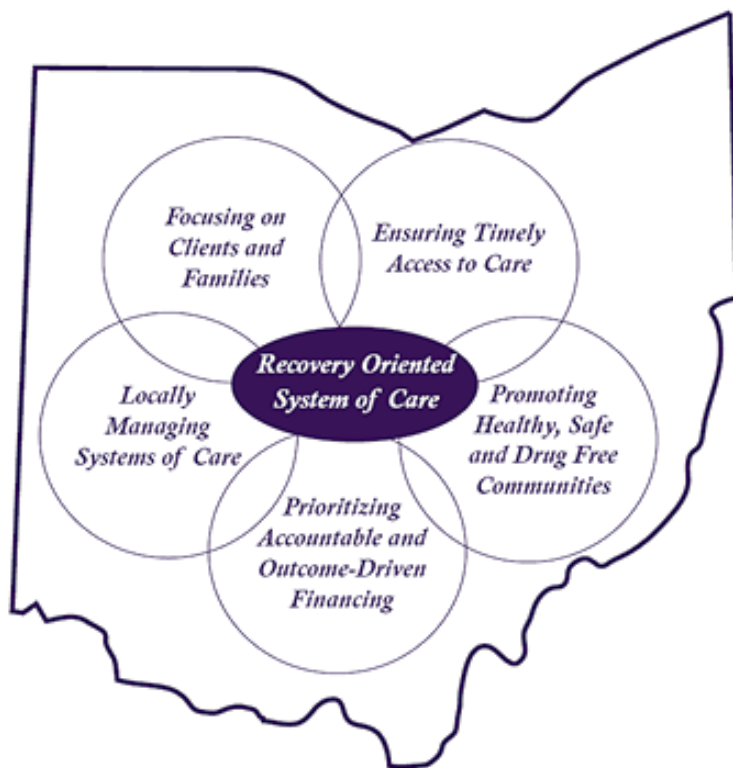 Focusing on
Clients and
Families
Ensuring Timely
Access to Care
Recovery Oriented
System of Care
Locally
Managing
Systems of Care
Promoting
Healthy, Safe
and Drug Free
Communities
Prioritizing
Accountable and
Outcome-Driven
Financing